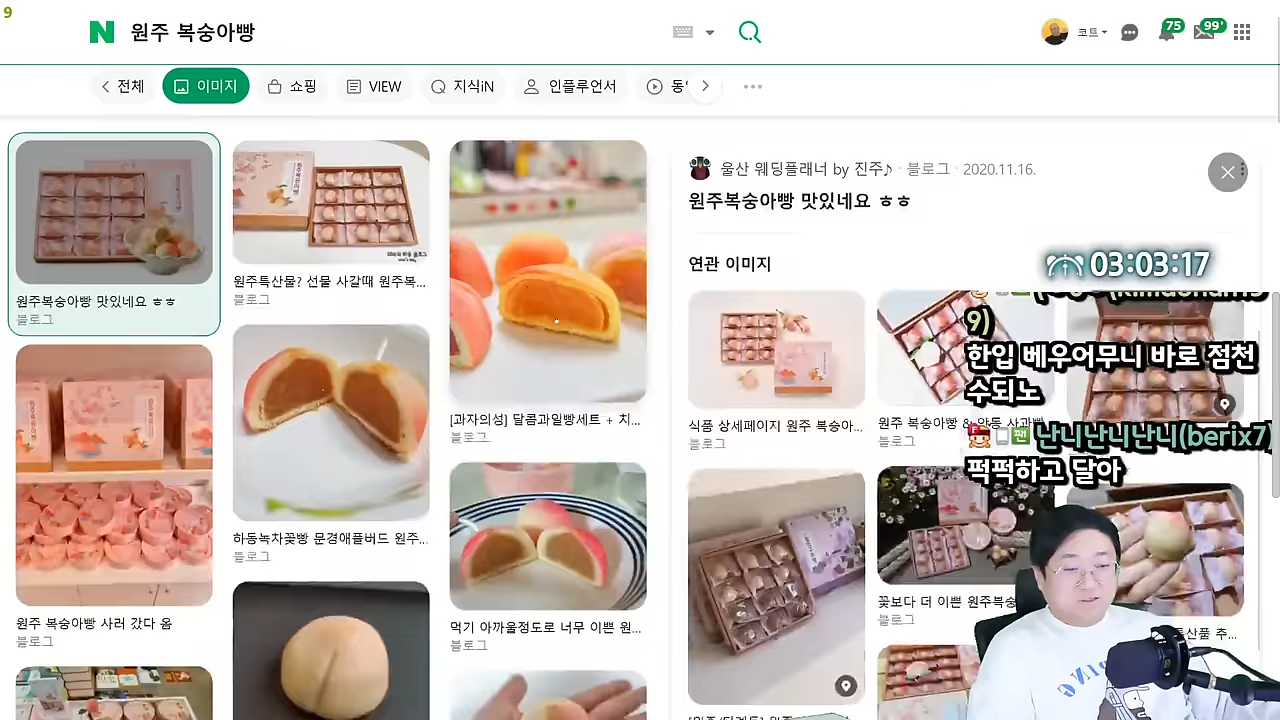 9
N 원주 복숭아빵
코트
75
99+
전체
이미지
쇼핑
VIEW
지식iN
인플루언서
원주복숭아빵 맛있네요 ㅎㅎ
블로그
원주 복숭아빵 사러 갔다 옴
블로그
원주특산물? 선물 사갈때 원주복...
블로그
하동녹차꽃빵 문경애플버드 원주...
블로그
[과자의성] 달콤과일빵세트 + 치...
블로그
먹기 아까울정도로 너무 이쁜 원...
블로그
울산 웨딩플래너 by 진주♪ · 블로그 · 2020.11.16.
원주복숭아빵 맛있네요 ㅎㅎ
연관 이미지
식품 상세페이지 원주 복숭아...
블로그
원주 복숭아빵 & 안동 사과빵
블로그
꽃보다 더 이쁜 원주복숭
블로그
03:03:17
9)
한입 베우어무니 바로 점천
수되노
팬 난니난니난니(berix7)
퍽퍽하고 달아